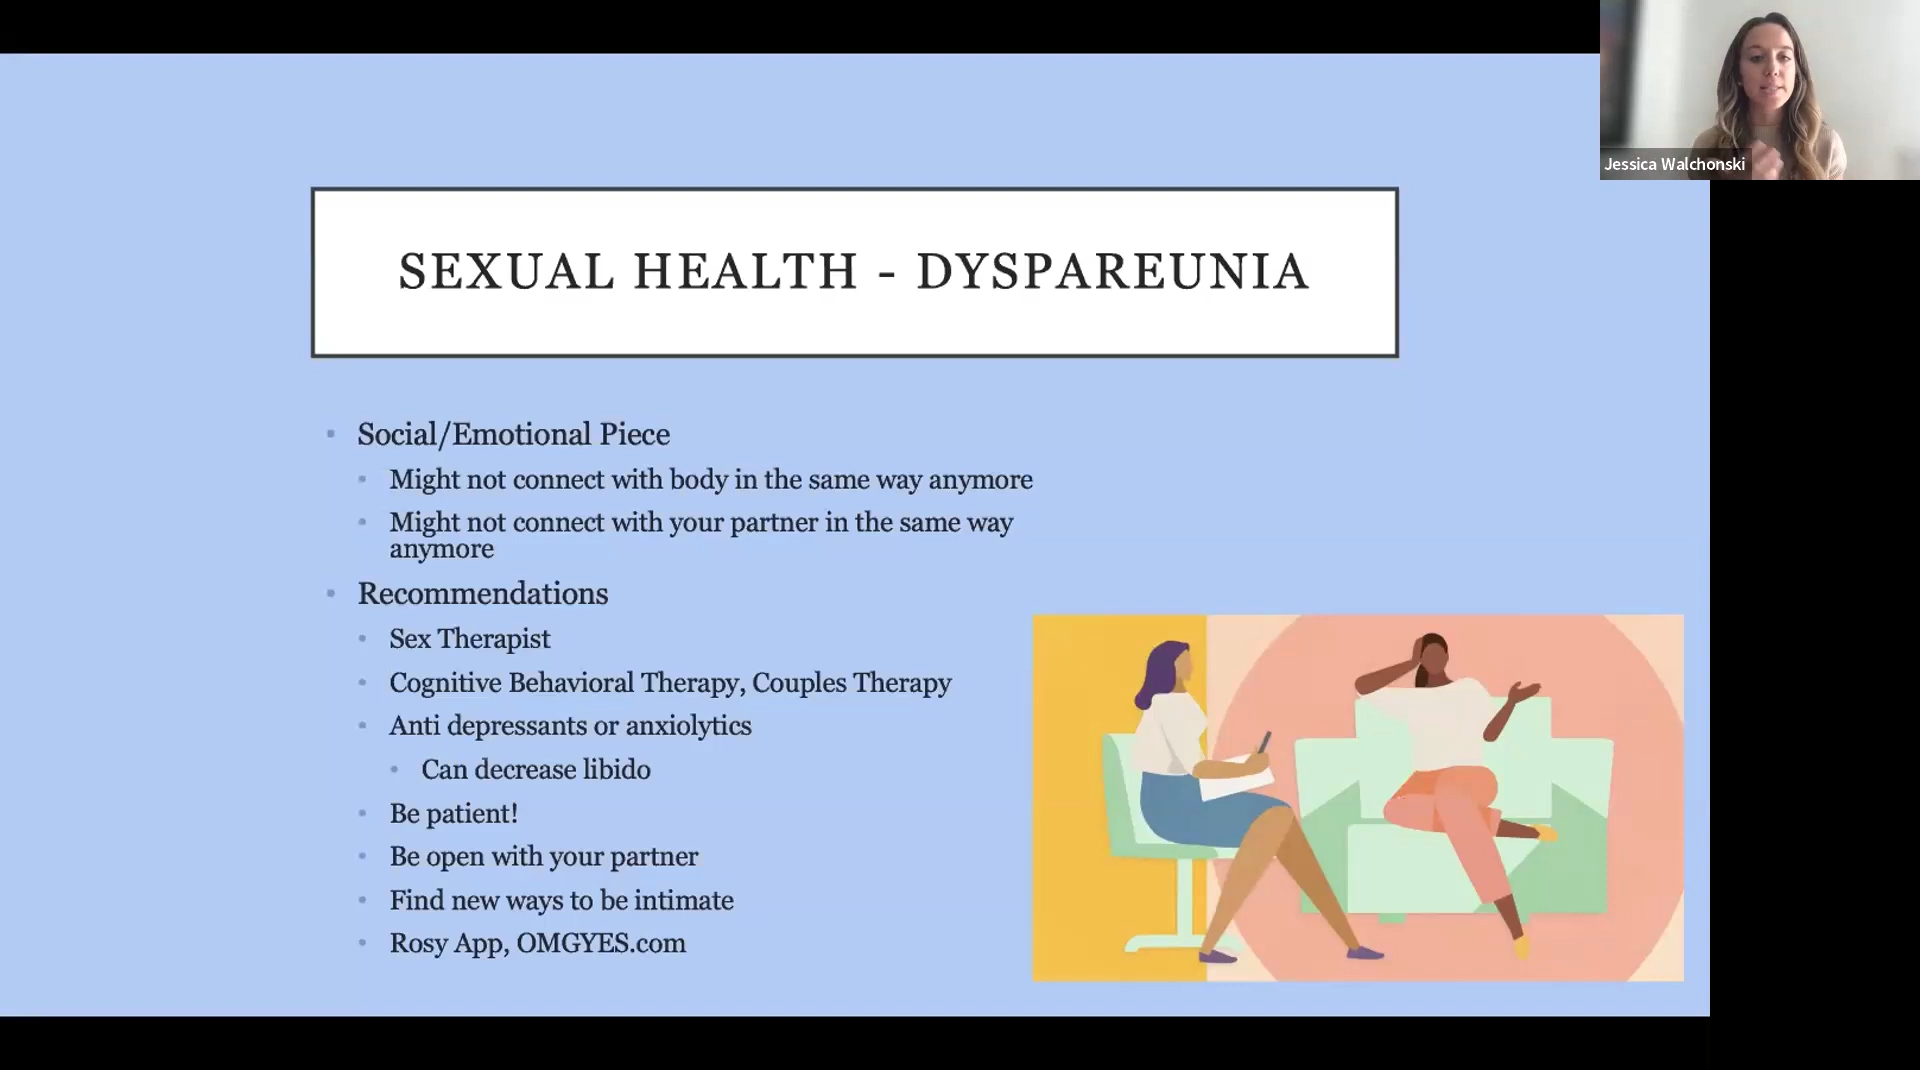 Jessica Walchonski
SEXUAL HEALTH - DYSPAREUNIA
• Social/Emotional Piece
• Might not connect with body in the same way anymore
• Might not connect with your partner in the same way
anymore
• Recommendations
• Sex Therapist
• Cognitive Behavioral Therapy, Couples Therapy
• Anti depressants or anxiolytics
• Can decrease libido
• Be patient!
• Be open with your partner
• Find new ways to be intimate
• Rosy App, OMGYES.com